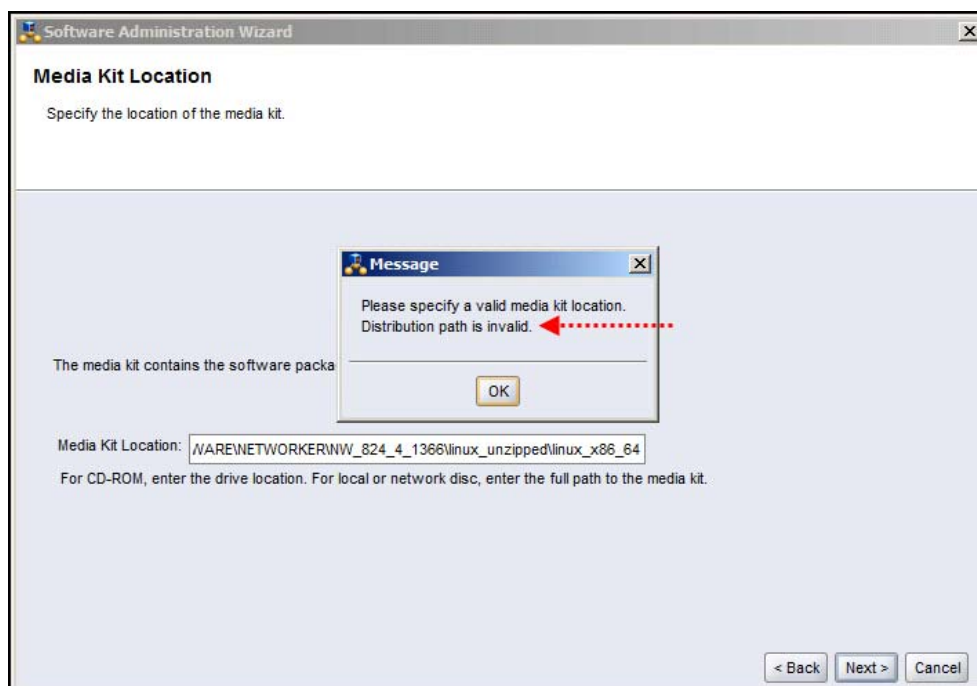 Software Administration Wizard
Media Kit Location
Specify the location of the media kit.
Message
Please specify a valid media kit location.
Distribution path is invalid.
The media kit contains the software packa
OK
Media Kit Location: WARE\NETWORKER\NW_824_4_1366\linux_unzipped\linux_x86_64
For CD-ROM, enter the drive location. For local or network disc, enter the full path to the media kit.
< Back Next > Cancel